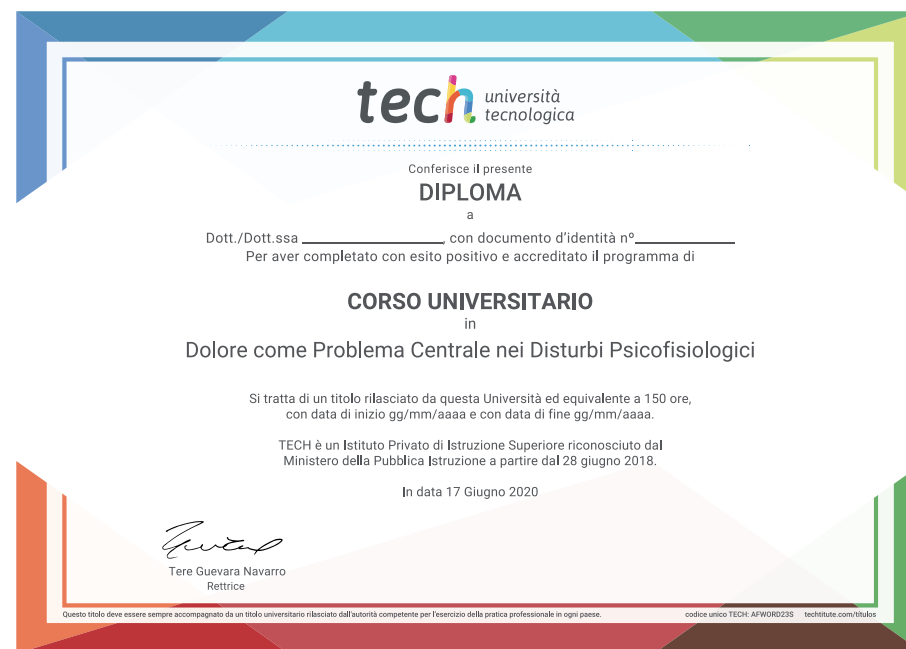 tech università
tecnologica
Conferisce il presente
DIPLOMA
a
Dott./Dott.ssa ____________________, con documento d'identità nº______________
Per aver completato con esito positivo e accreditato il programma di
CORSO UNIVERSITARIO
in
Dolore come Problema Centrale nei Disturbi Psicofisiologici
Si tratta di un titolo rilasciato da questa Università ed equivalente a 150 ore,
con data di inizio gg/mm/aaaa e con data di fine gg/mm/aaaa.
TECH è un Istituto Privato di Istruzione Superiore riconosciuto dal
Ministero della Pubblica Istruzione a partire dal 28 giugno 2018.
In data 17 Giugno 2020
Tere Guevara Navarro
Rettrice
Questo titolo deve essere sempre accompagnato da un titolo universitario rilasciato dall'autorità competente per l'esercizio della pratica professionale in ogni paese. codice unico TECH: AFWORD23S techtitute.com/títulos